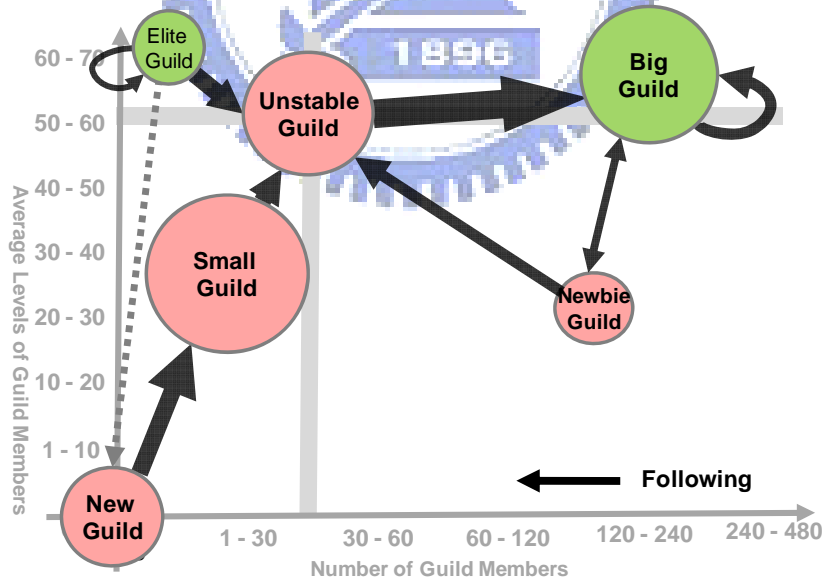 Elite
Guild
60 - 70
1896
Big
Guild
Unstable
Guild
50 - 60
40 - 50
Small
Guild
30 - 40
Newbie
Guild
20 - 30
10 - 20
1 - 10
Average Levels of Guild Members
Following
New
Guild
1 - 30
30 - 60
60 - 120
120 - 240
240 - 480
Number of Guild Members